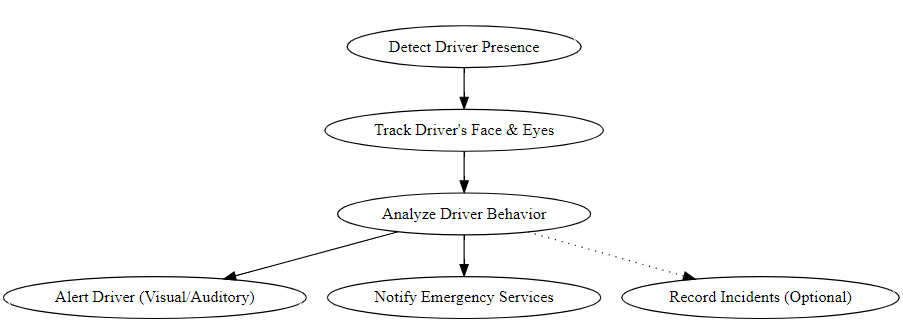 Detect Driver Presence
Track Driver's Face & Eyes
Analyze Driver Behavior
Alert Driver (Visual/Auditory)
Notify Emergency Services
Record Incidents (Optional)